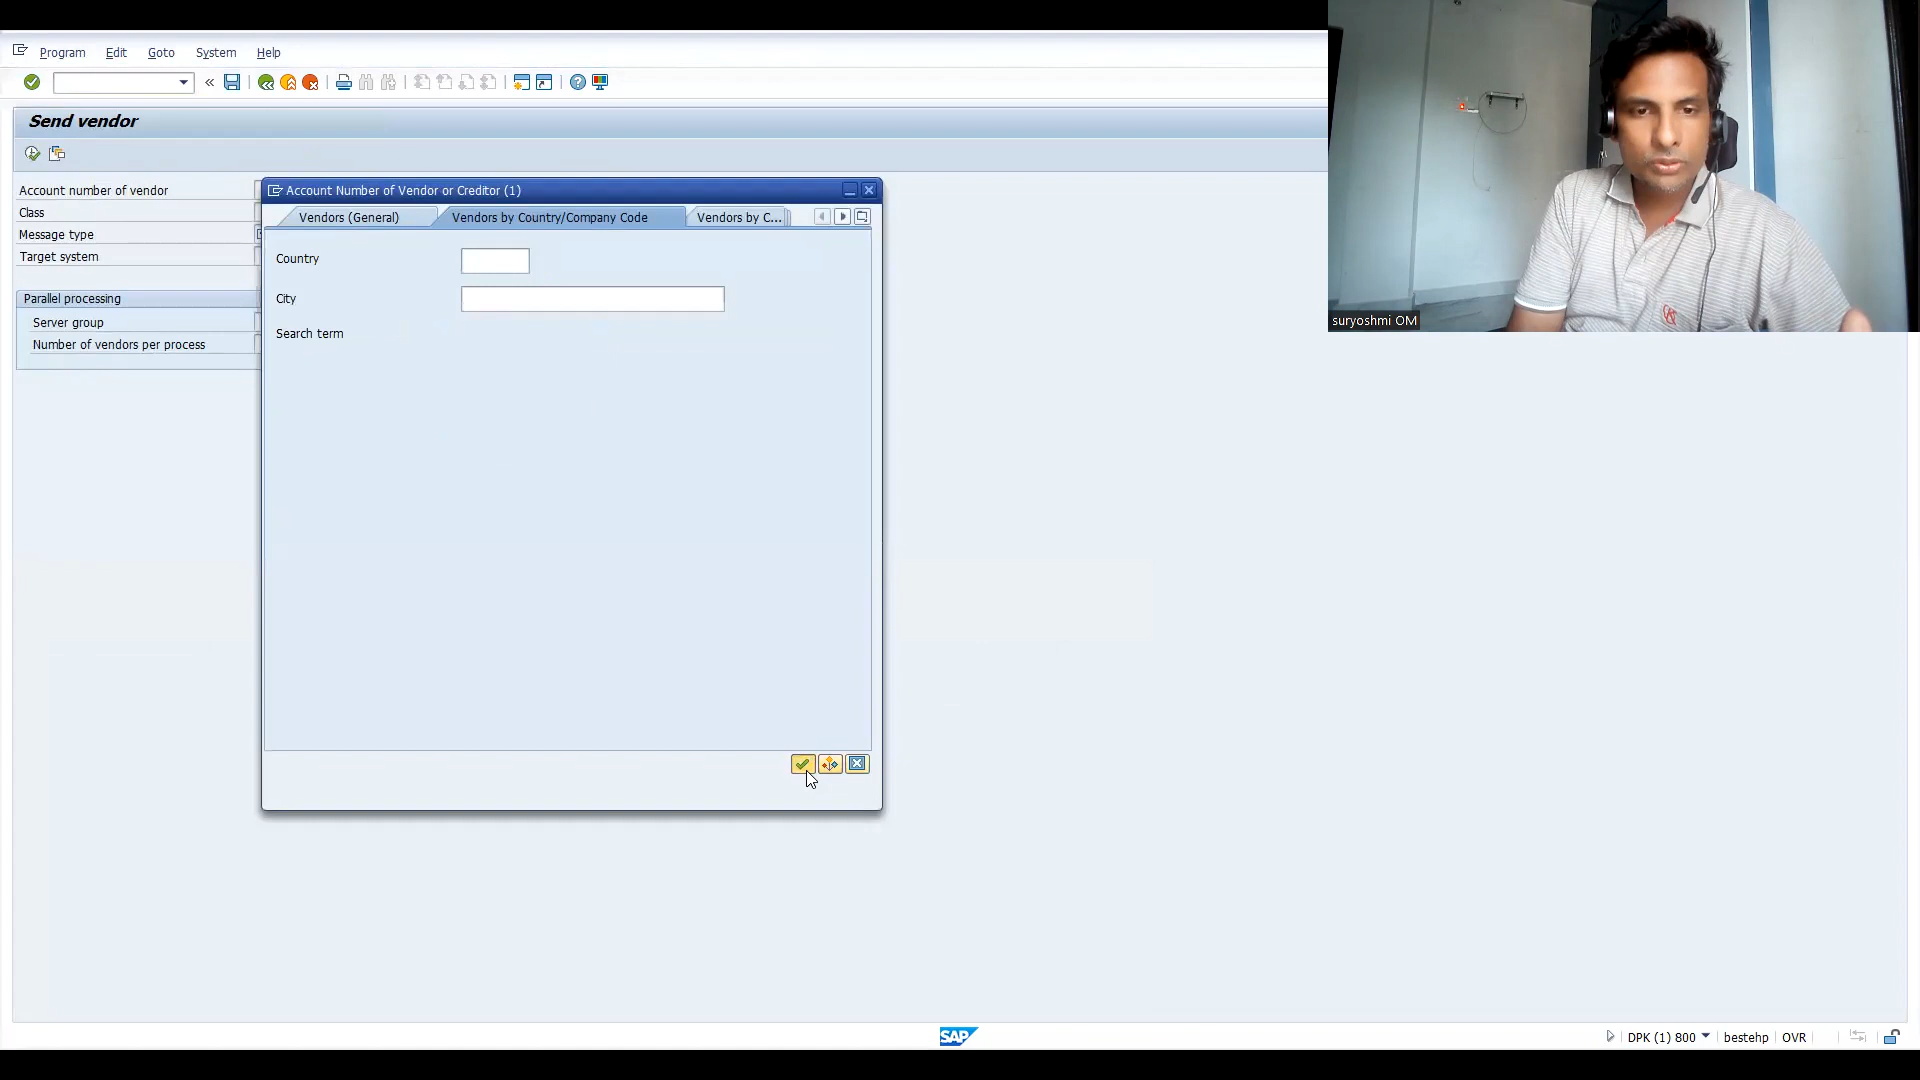 Program Edit Goto System Help
Send vendor
Account number of vendor
Class
Message type
Target system
Parallel processing
Server group
Number of vendors per process
Account Number of Vendor or Creditor (1)
Vendors (General) Vendors by Country/Company Code Vendors by C...
Country
City
Search term
suryoshmi OM
SAP
DPK (1) 800 bestehp OVR